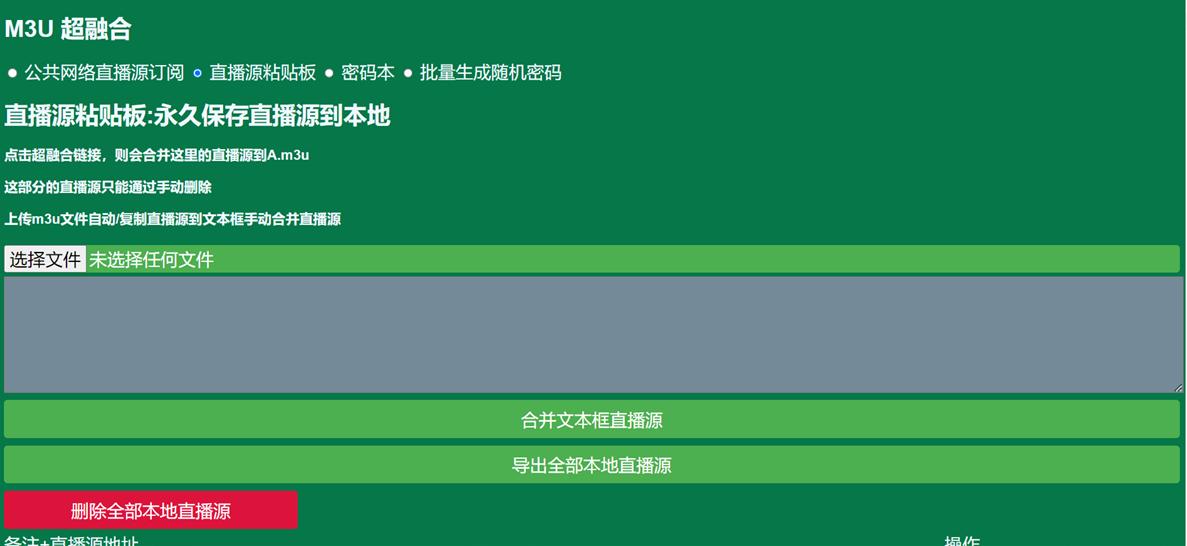 M3U 超融合
公共网络直播源订阅 直播源粘贴板 密码本 批量生成随机密码
直播源粘贴板:永久保存直播源到本地
点击超融合链接，则会合并这里的直播源到A.m3u
这部分的直播源只能通过手动删除
上传m3u文件自动/复制直播源到文本框手动合并直播源
选择文件 未选择任何文件
合并文本框直播源
导出全部本地直播源
删除全部本地直播源
备注+直播源地址 操作